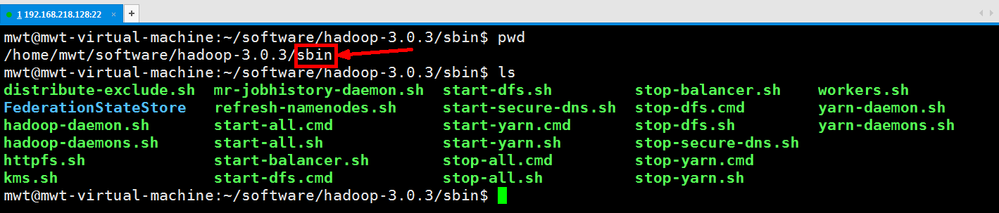 1 192.168.218.128:22 × +
mwt@mwt-virtual-machine:~/software/hadoop-3.0.3/sbin$ pwd
/home/mwt/software/hadoop-3.0.3/sbin
mwt@mwt-virtual-machine:~/software/hadoop-3.0.3/sbin$ ls
distribute-exclude.sh mr-jobhistory-daemon.sh start-dfs.sh stop-balancer.sh workers.sh
FederationStateStore refresh-namenodes.sh start-secure-dns.sh stop-dfs.cmd yarn-daemon.sh
hadoop-daemon.sh start-all.cmd start-yarn.cmd stop-dfs.sh yarn-daemons.sh
hadoop-daemons.sh start-all.sh start-yarn.sh stop-secure-dns.sh
httpfs.sh start-balancer.sh stop-all.cmd stop-yarn.cmd
kms.sh start-dfs.cmd stop-all.sh stop-yarn.sh
mwt@mwt-virtual-machine:~/software/hadoop-3.0.3/sbin$